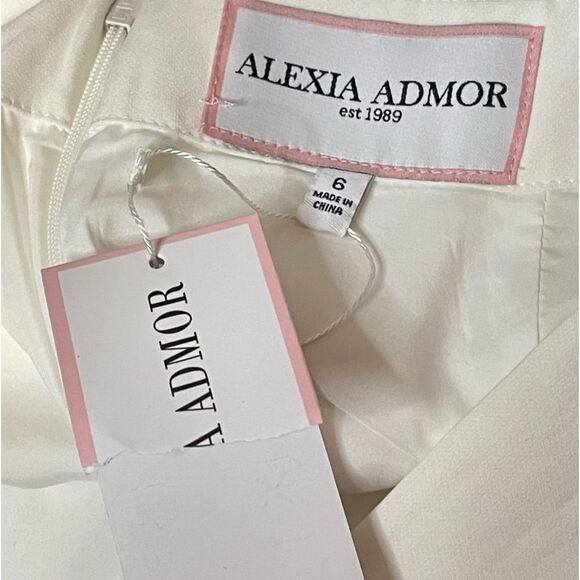 ALEXIA ADMOR
est 1989
6
MADE IN
CHINA
A ADMOR